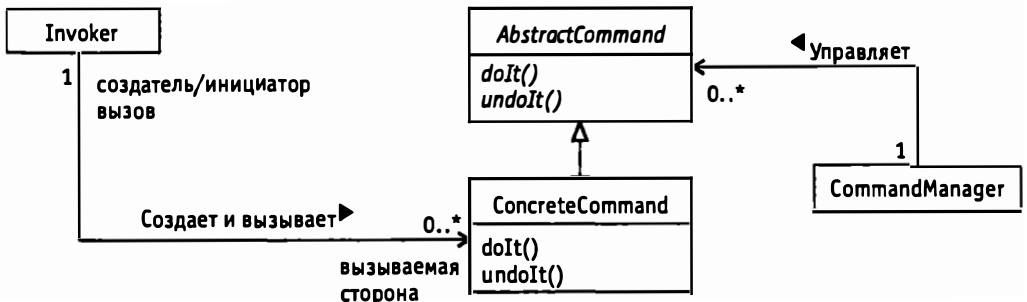 Invoker
1
создатель/инициатор
вызов
AbstractCommand
doIt()
undoIt()
◀ Управляет
0..*
1
CommandManager
Создает и вызывает▶
0..*
вызываемая
сторона
ConcreteCommand
doIt()
undoIt()